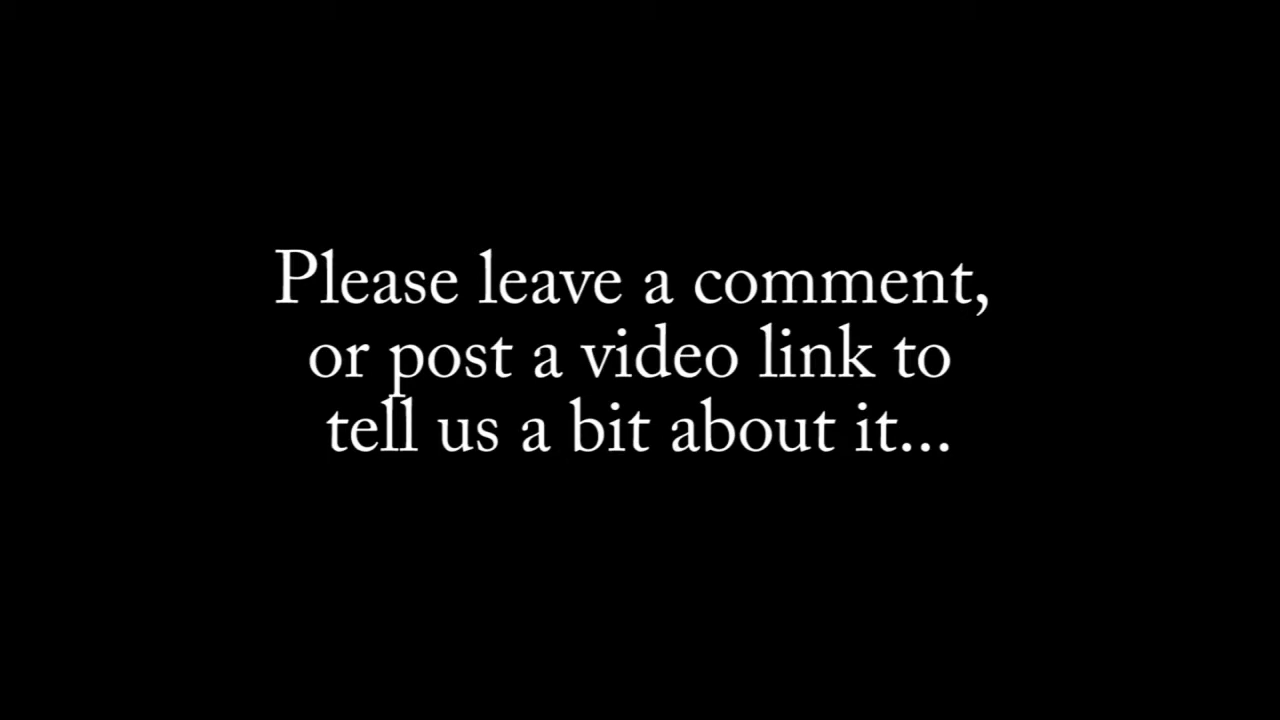 Please leave a comment,
or post a video link to
tell us a bit about it...